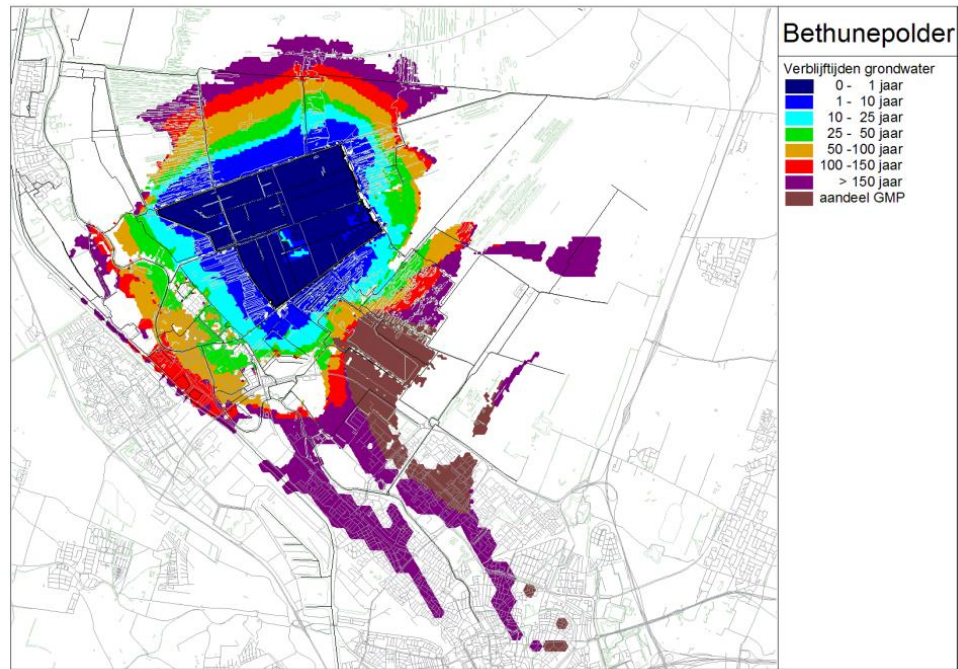 Bethunepolder
Verblijftijden grondwater
0 - 1 jaar
1 - 10 jaar
10 - 25 jaar
25 - 50 jaar
50 -100 jaar
100 -150 jaar
> 150 jaar
aandeel GMP